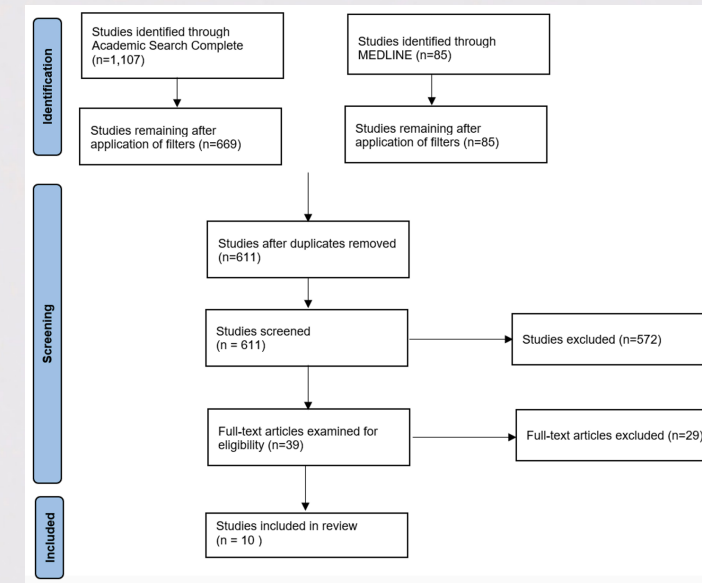 Identification
Studies identified through
Academic Search Complete
(n=1,107)
Studies identified through
MEDLINE (n=85)
Studies remaining after
application of filters (n=669)
Studies remaining after
application of filters (n=85)
Screening
Studies after duplicates removed
(n=611)
Studies screened
(n = 611)
Studies excluded (n=572)
Full-text articles examined for
eligibility (n=39)
Full-text articles excluded (n=29)
Included
Studies included in review
(n = 10 )